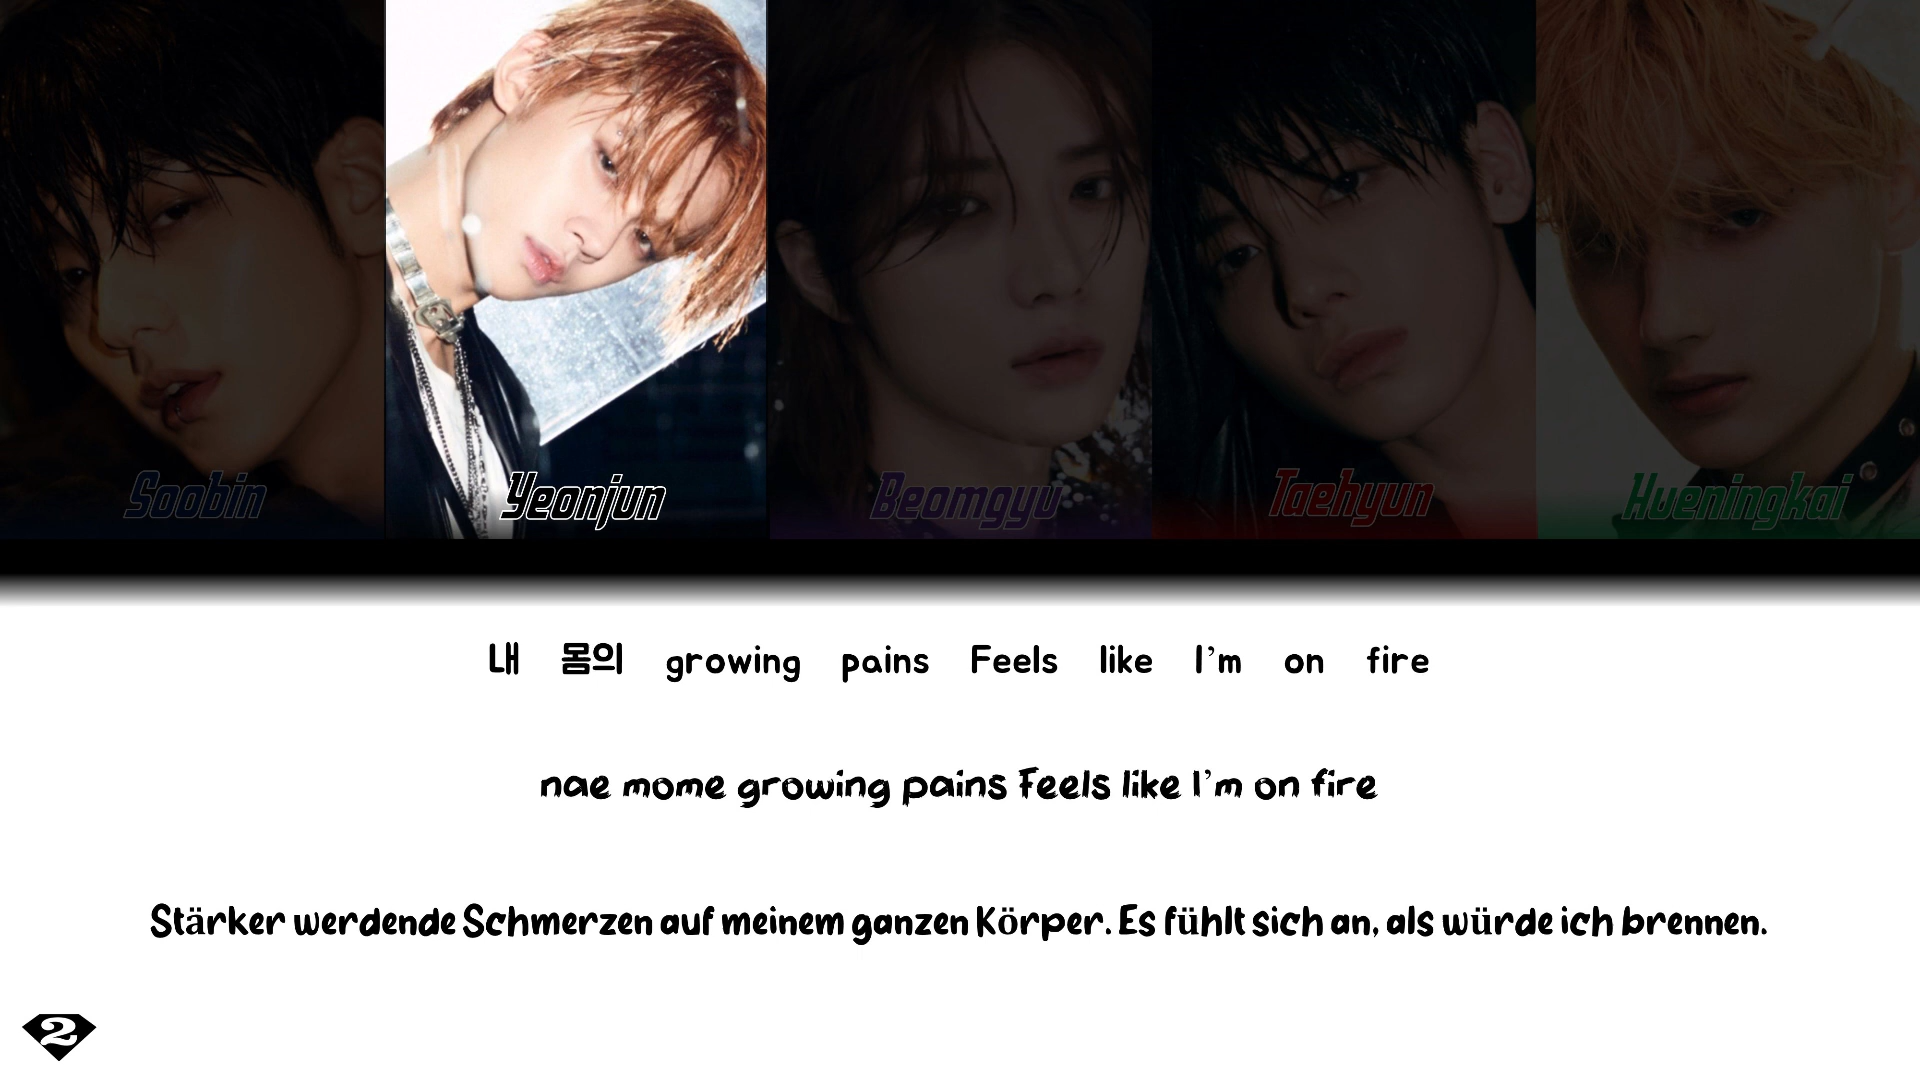 Soobin Yeonjun Beomgyu Taehyun Hueningkai
내 몸의 growing pains Feels like I'm on fire
nae mome growing pains Feels like I'm on fire
Stärker werdende Schmerzen auf meinem ganzen Körper. Es fühlt sich an, als würde ich brennen.
2